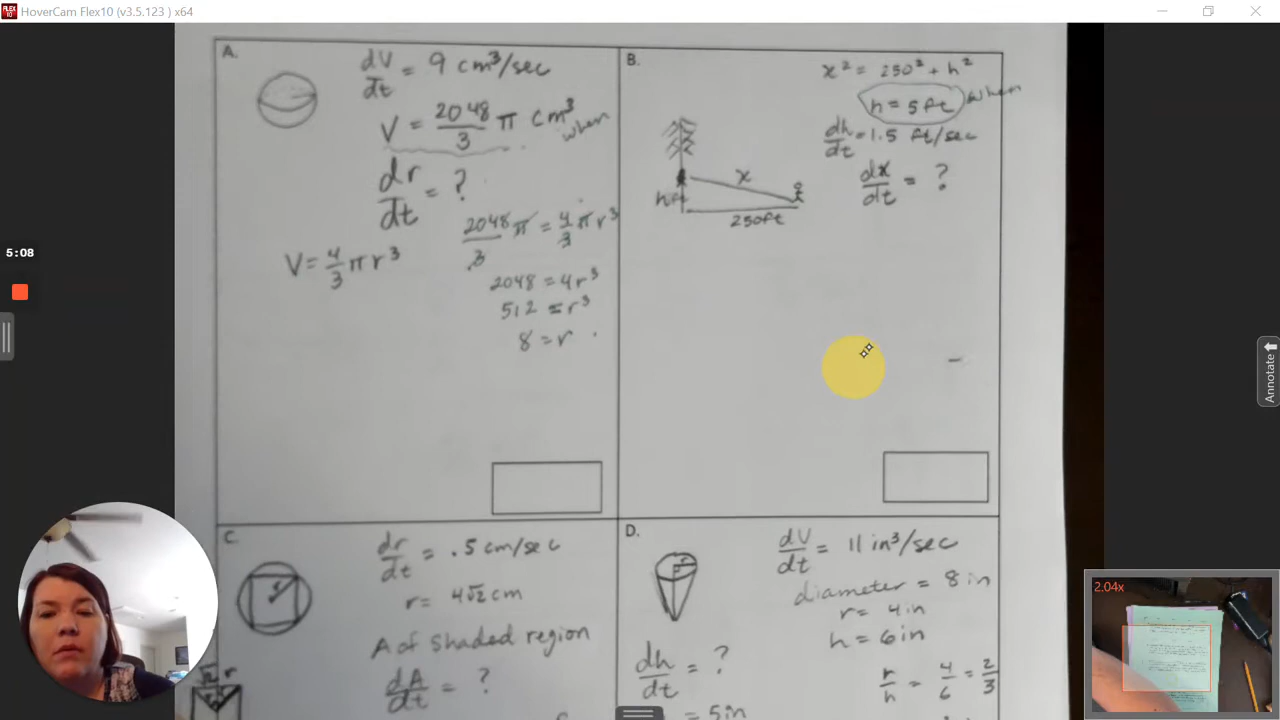 HoverCam Flex10 (v3.5.123) x64
FLEX
10
5:08
A.
dV/dt = 9 cm³/sec
V = 2048/3 π cm³
when
dr/dt = ?
2048/3 π = 4/3 π r³
V = 4/3 π r³
2048 = 4r³
512 = r³
8 = r
B.
x² = 250² + h²
h = 5 ft when
dh/dt = 1.5 ft/sec
dx/dt = ?
x
h ft
250ft
C.
dr/dt = .5 cm/sec
r = 4√2 cm
A of shaded region
dA/dt = ?
r
D.
dV/dt = 11 in³/sec
diameter = 8 in
r = 4 in
h = 6 in
dh/dt = ?
r/h = 4/6 = 2/3
= 5in
r
Annotate
2.04x